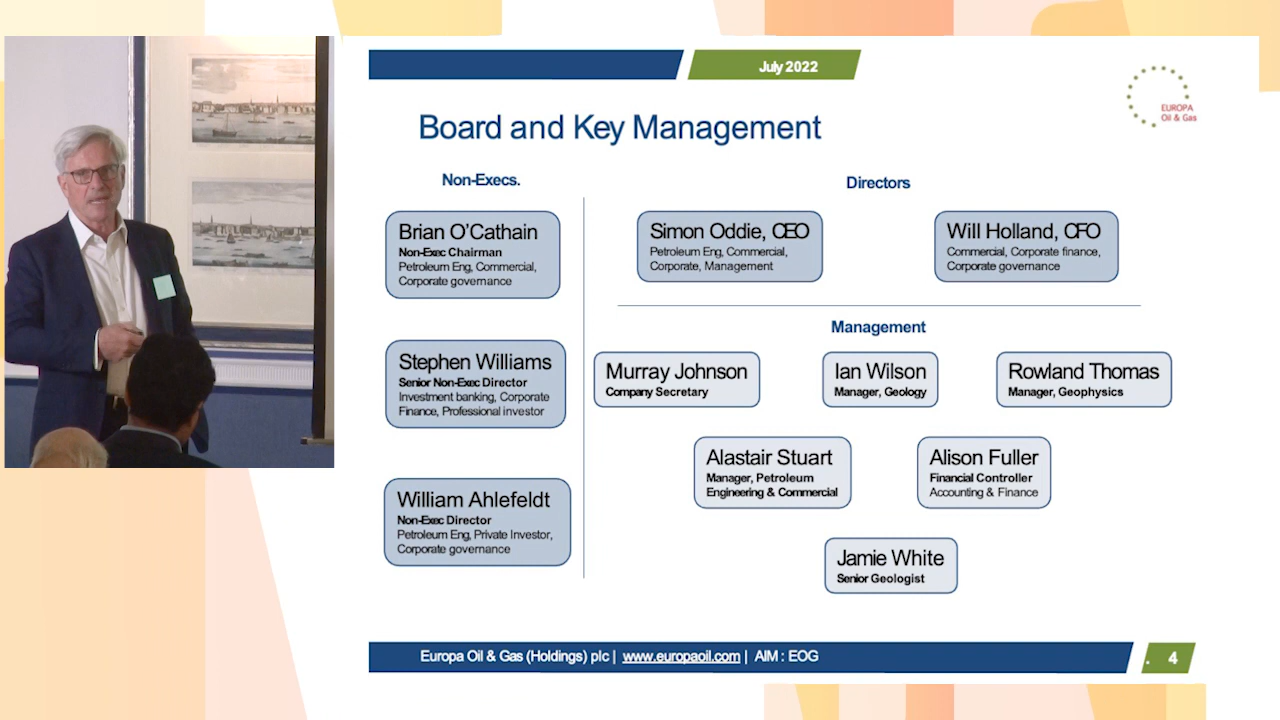 July 2022
EUROPA
Oil & Gas
Board and Key Management
Non-Execs.
Brian O'Cathain
Non-Exec Chairman
Petroleum Eng, Commercial,
Corporate governance
Stephen Williams
Senior Non-Exec Director
Investment banking, Corporate
Finance, Professional investor
William Ahlefeldt
Non-Exec Director
Petroleum Eng, Private Investor,
Corporate governance
Directors
Simon Oddie, CEO
Petroleum Eng, Commercial,
Corporate, Management
Will Holland, CFO
Commercial, Corporate finance,
Corporate governance
Management
Murray Johnson
Company Secretary
Ian Wilson
Manager, Geology
Rowland Thomas
Manager, Geophysics
Alastair Stuart
Manager, Petroleum
Engineering & Commercial
Alison Fuller
Financial Controller
Accounting & Finance
Jamie White
Senior Geologist
Europa Oil & Gas (Holdings) plc | www.europaoil.com | AIM : EOG
. 4